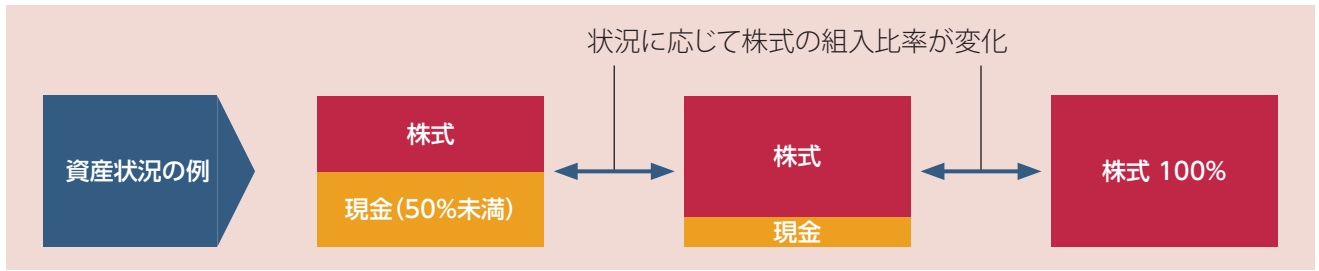 状況に応じて株式の組入比率が変化
資産状況の例
株式
現金(50%未満)
株式
現金
株式 100%